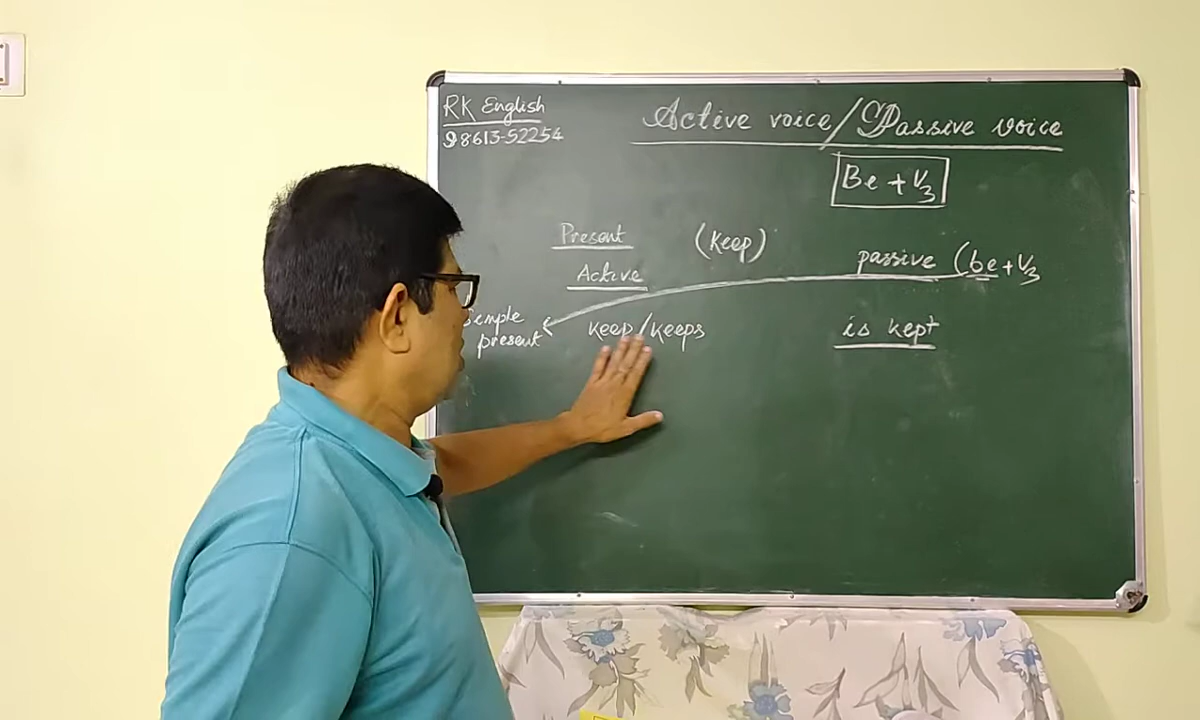 RK English
98613-52254
Active voice/Passive voice
Be + V3
Present
(Keep)
Active
passive (be+V3
Simple
present
keep/keeps
is kept